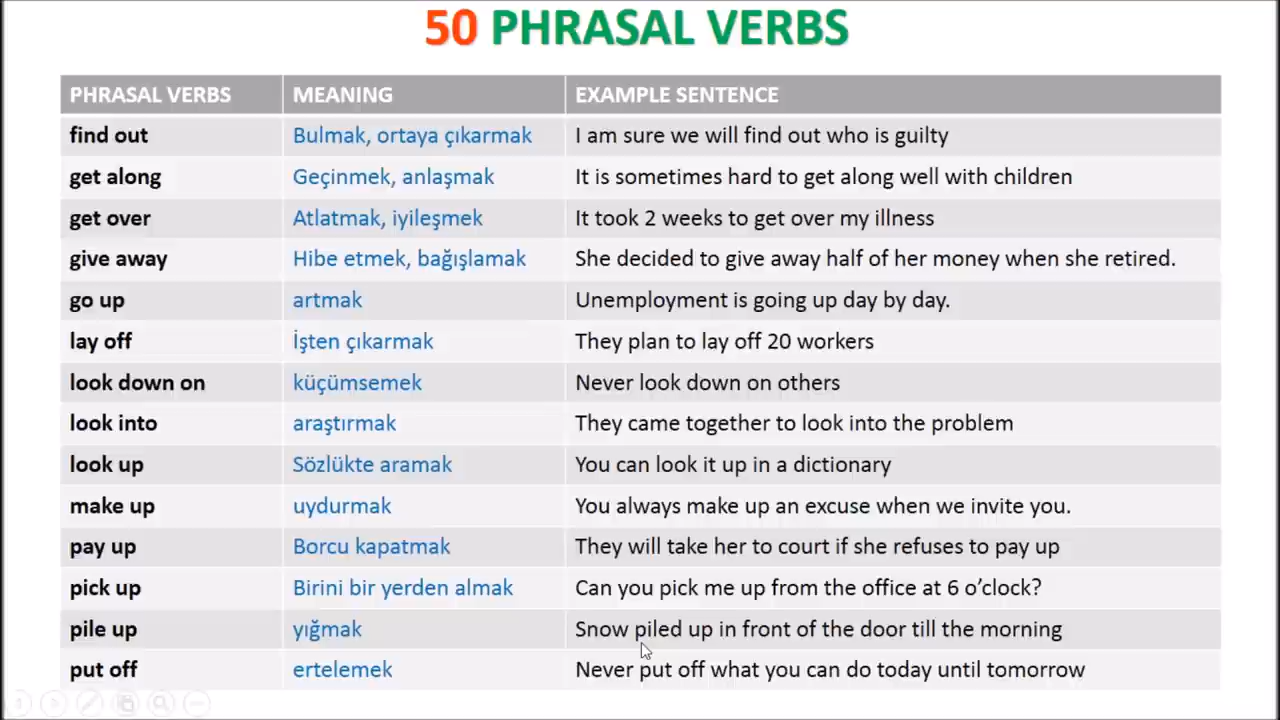 50 PHRASAL VERBS
PHRASAL VERBS MEANING EXAMPLE SENTENCE
find out Bulmak, ortaya çıkarmak I am sure we will find out who is guilty
get along Geçinmek, anlaşmak It is sometimes hard to get along well with children
get over Atlatmak, iyileşmek It took 2 weeks to get over my illness
give away Hibe etmek, bağışlamak She decided to give away half of her money when she retired.
go up artmak Unemployment is going up day by day.
lay off İşten çıkarmak They plan to lay off 20 workers
look down on küçümsemek Never look down on others
look into araştırmak They came together to look into the problem
look up Sözlükte aramak You can look it up in a dictionary
make up uydurmak You always make up an excuse when we invite you.
pay up Borcu kapatmak They will take her to court if she refuses to pay up
pick up Birini bir yerden almak Can you pick me up from the office at 6 o’clock?
pile up yığmak Snow piled up in front of the door till the morning
put off ertelemek Never put off what you can do today until tomorrow